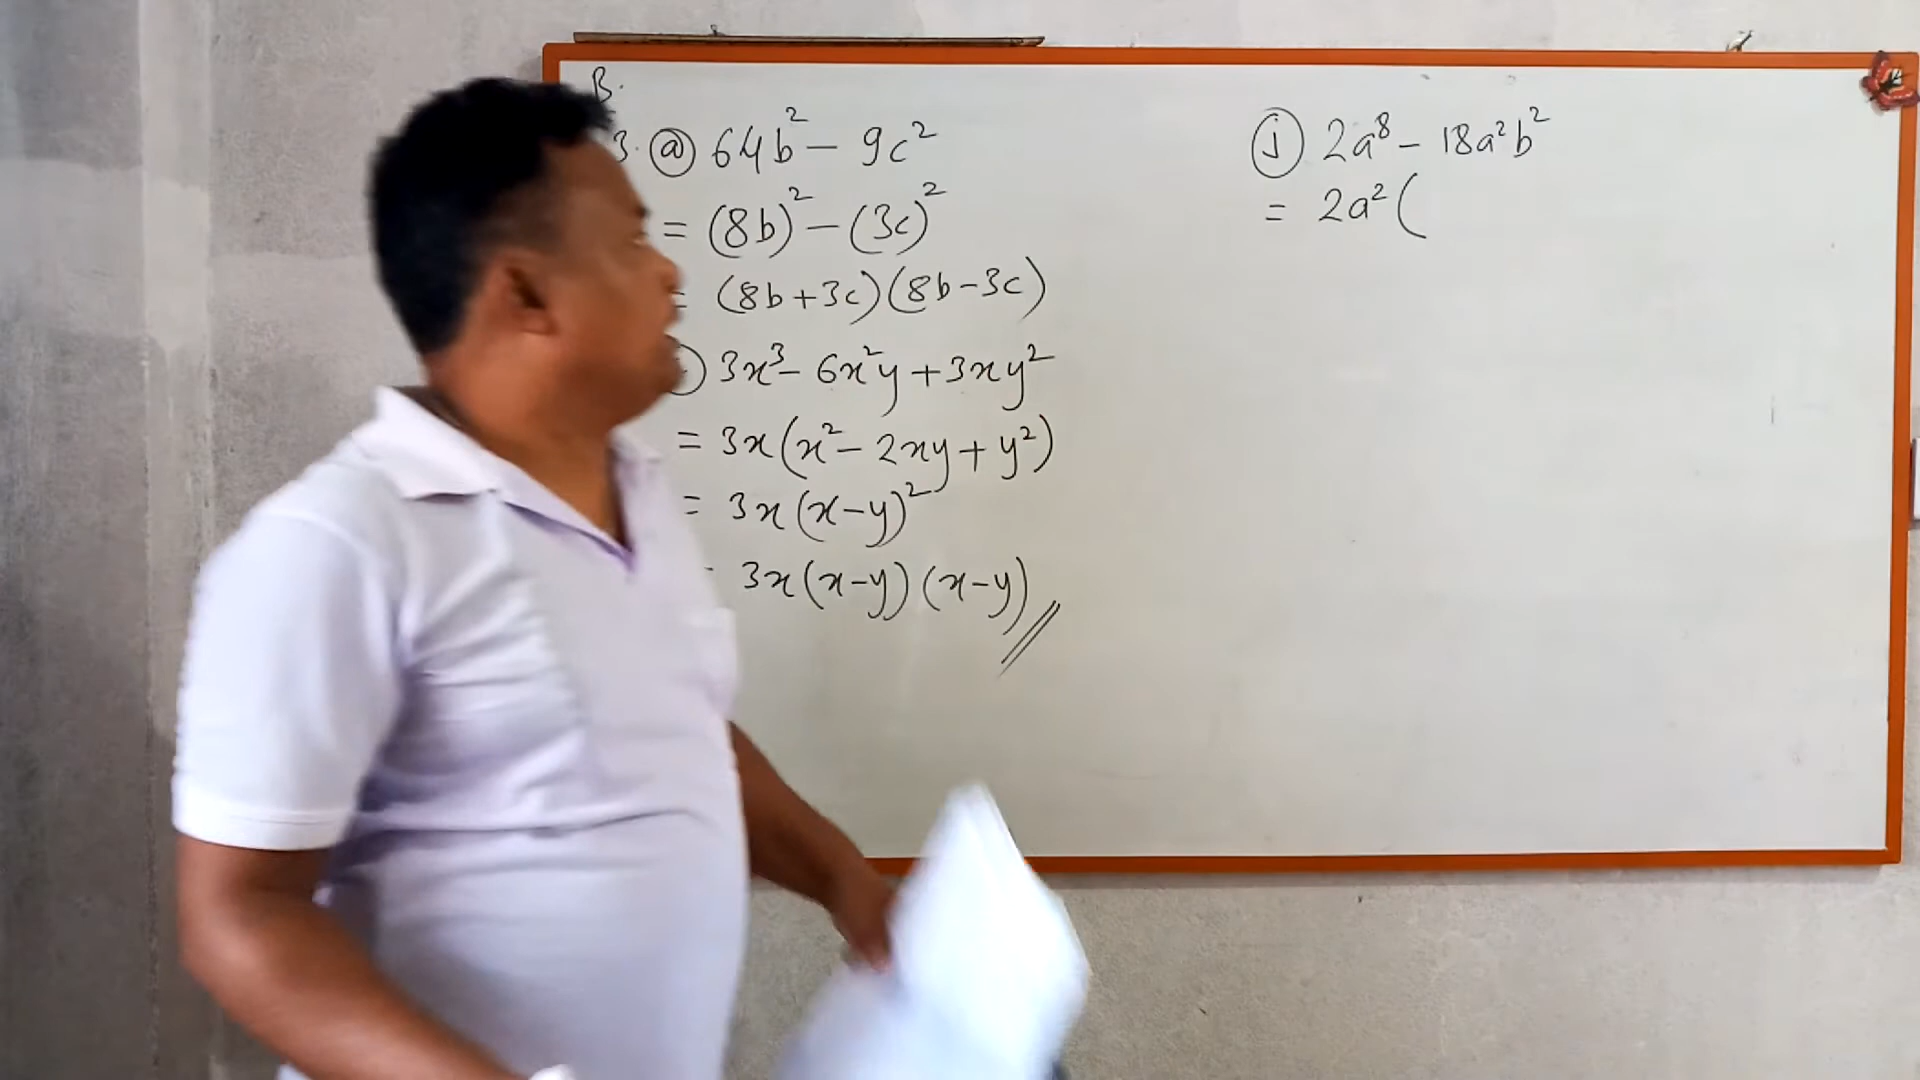 B.
3. ⓐ 64b² − 9c²
= (8b)² − (3c)²
= (8b+3c)(8b−3c)
3x³ − 6x²y + 3xy²
= 3x(x² − 2xy + y²)
= 3x(x−y)²
3x(x−y)(x−y)
ⓙ 2a⁸ − 18a²b²
= 2a²(